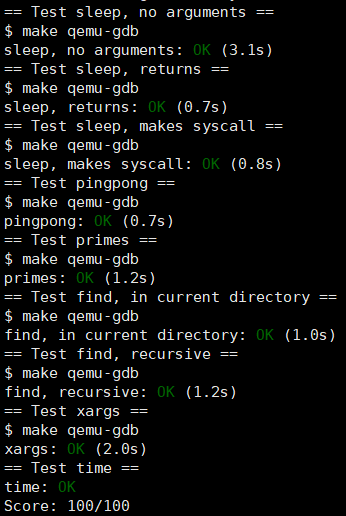 == Test sleep, no arguments ==
$ make qemu-gdb
sleep, no arguments: OK (3.1s)
== Test sleep, returns ==
$ make qemu-gdb
sleep, returns: OK (0.7s)
== Test sleep, makes syscall ==
$ make qemu-gdb
sleep, makes syscall: OK (0.8s)
== Test pingpong ==
$ make qemu-gdb
pingpong: OK (0.7s)
== Test primes ==
$ make qemu-gdb
primes: OK (1.2s)
== Test find, in current directory ==
$ make qemu-gdb
find, in current directory: OK (1.0s)
== Test find, recursive ==
$ make qemu-gdb
find, recursive: OK (1.2s)
== Test xargs ==
$ make qemu-gdb
xargs: OK (2.0s)
== Test time ==
time: OK
Score: 100/100